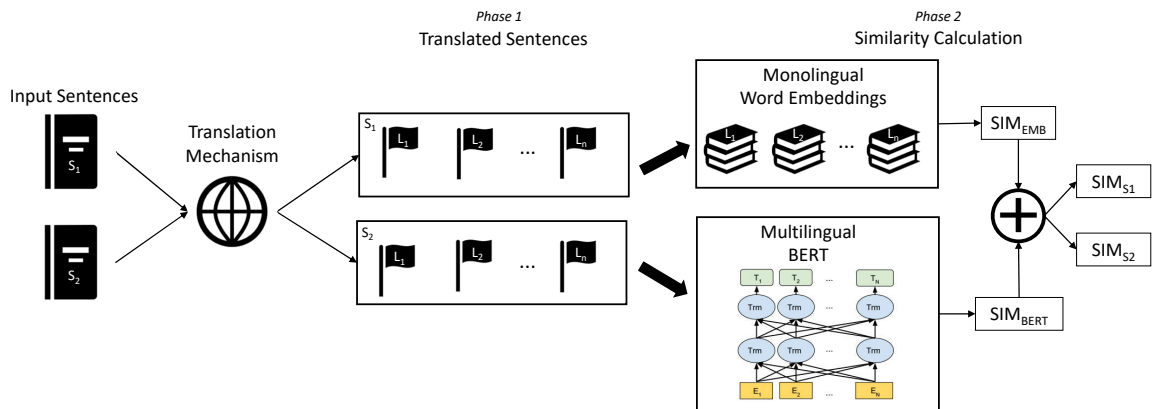 Phase 1
Translated Sentences
Phase 2
Similarity Calculation
Input Sentences
S1
S2
Translation
Mechanism
S1
L1 L2 ... Ln
S2
L1 L2 ... Ln
Monolingual
Word Embeddings
L1 L2 ... Ln
Multilingual
BERT
T1 T2 ... TN
Trm Trm ... Trm
Trm Trm ... Trm
E1 E2 ... EN
SIMEMB
SIMBERT
+
SIMS1
SIMS2